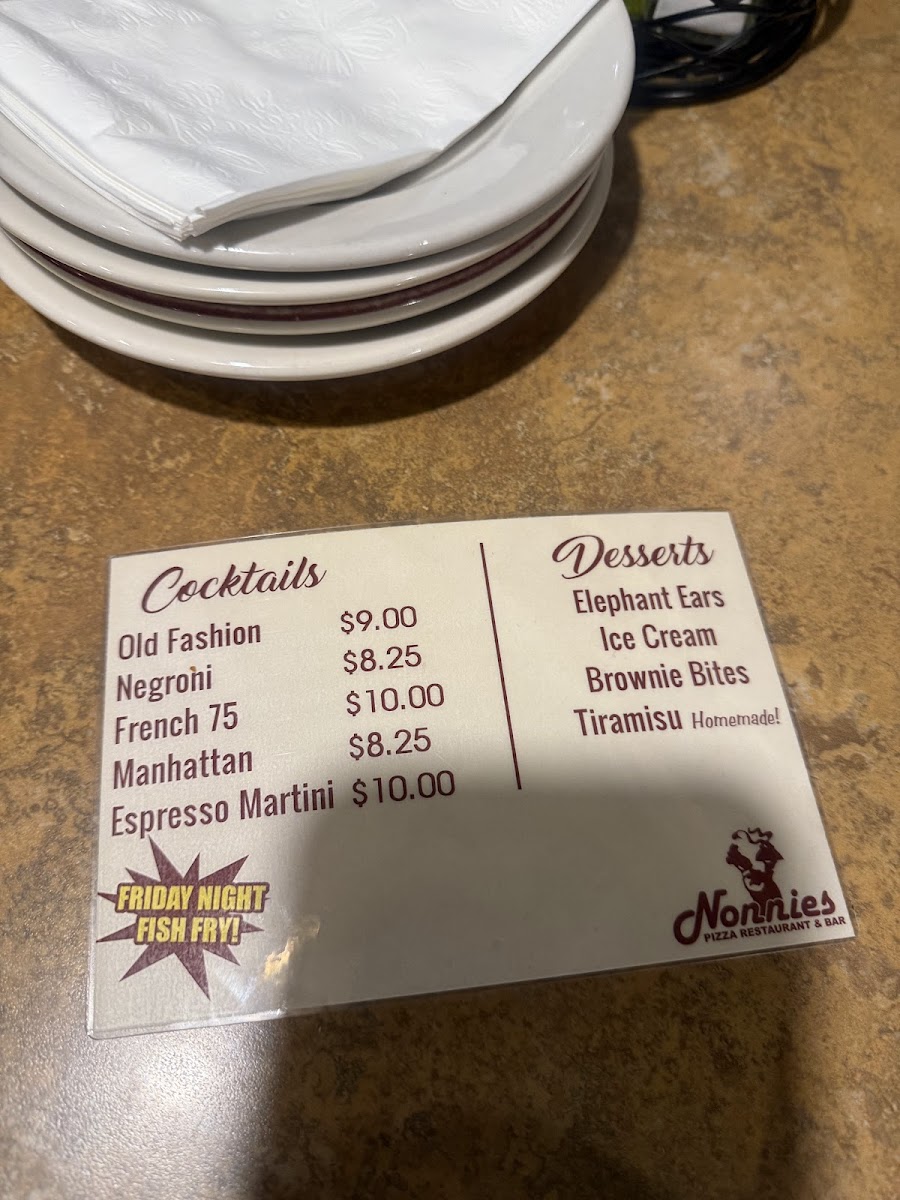 Cocktails
Old Fashion $9.00
Negroni $8.25
French 75 $10.00
Manhattan $8.25
Espresso Martini $10.00
FRIDAY NIGHT
FISH FRY!
Desserts
Elephant Ears
Ice Cream
Brownie Bites
Tiramisu Homemade!
Nonnies
PIZZA RESTAURANT & BAR